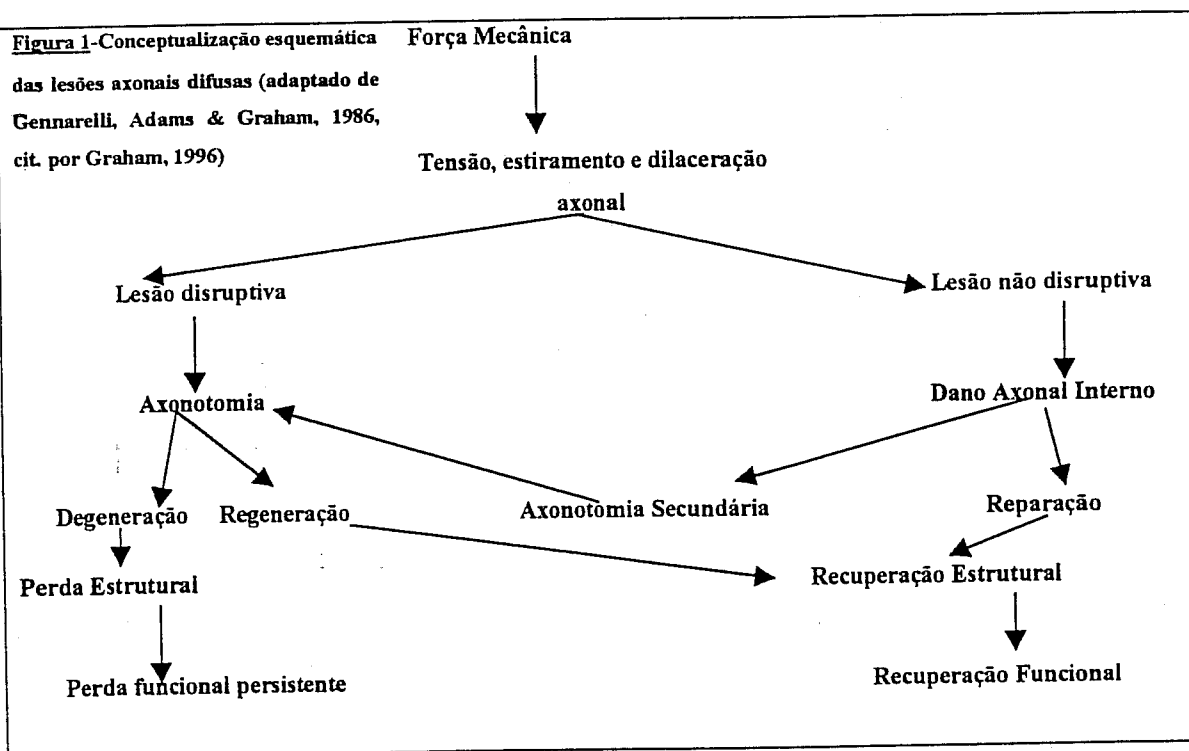 Figura 1-Conceptualização esquemática
das lesões axonais difusas (adaptado de
Gennarelli, Adams & Graham, 1986,
cit. por Graham, 1996)
Força Mecânica
Tensão, estiramento e dilaceração
axonal
Lesão disruptiva
Lesão não disruptiva
Axonotomia
Dano Axonal Interno
Degeneração
Regeneração
Axonotomia Secundária
Reparação
Perda Estrutural
Recuperação Estrutural
Perda funcional persistente
Recuperação Funcional